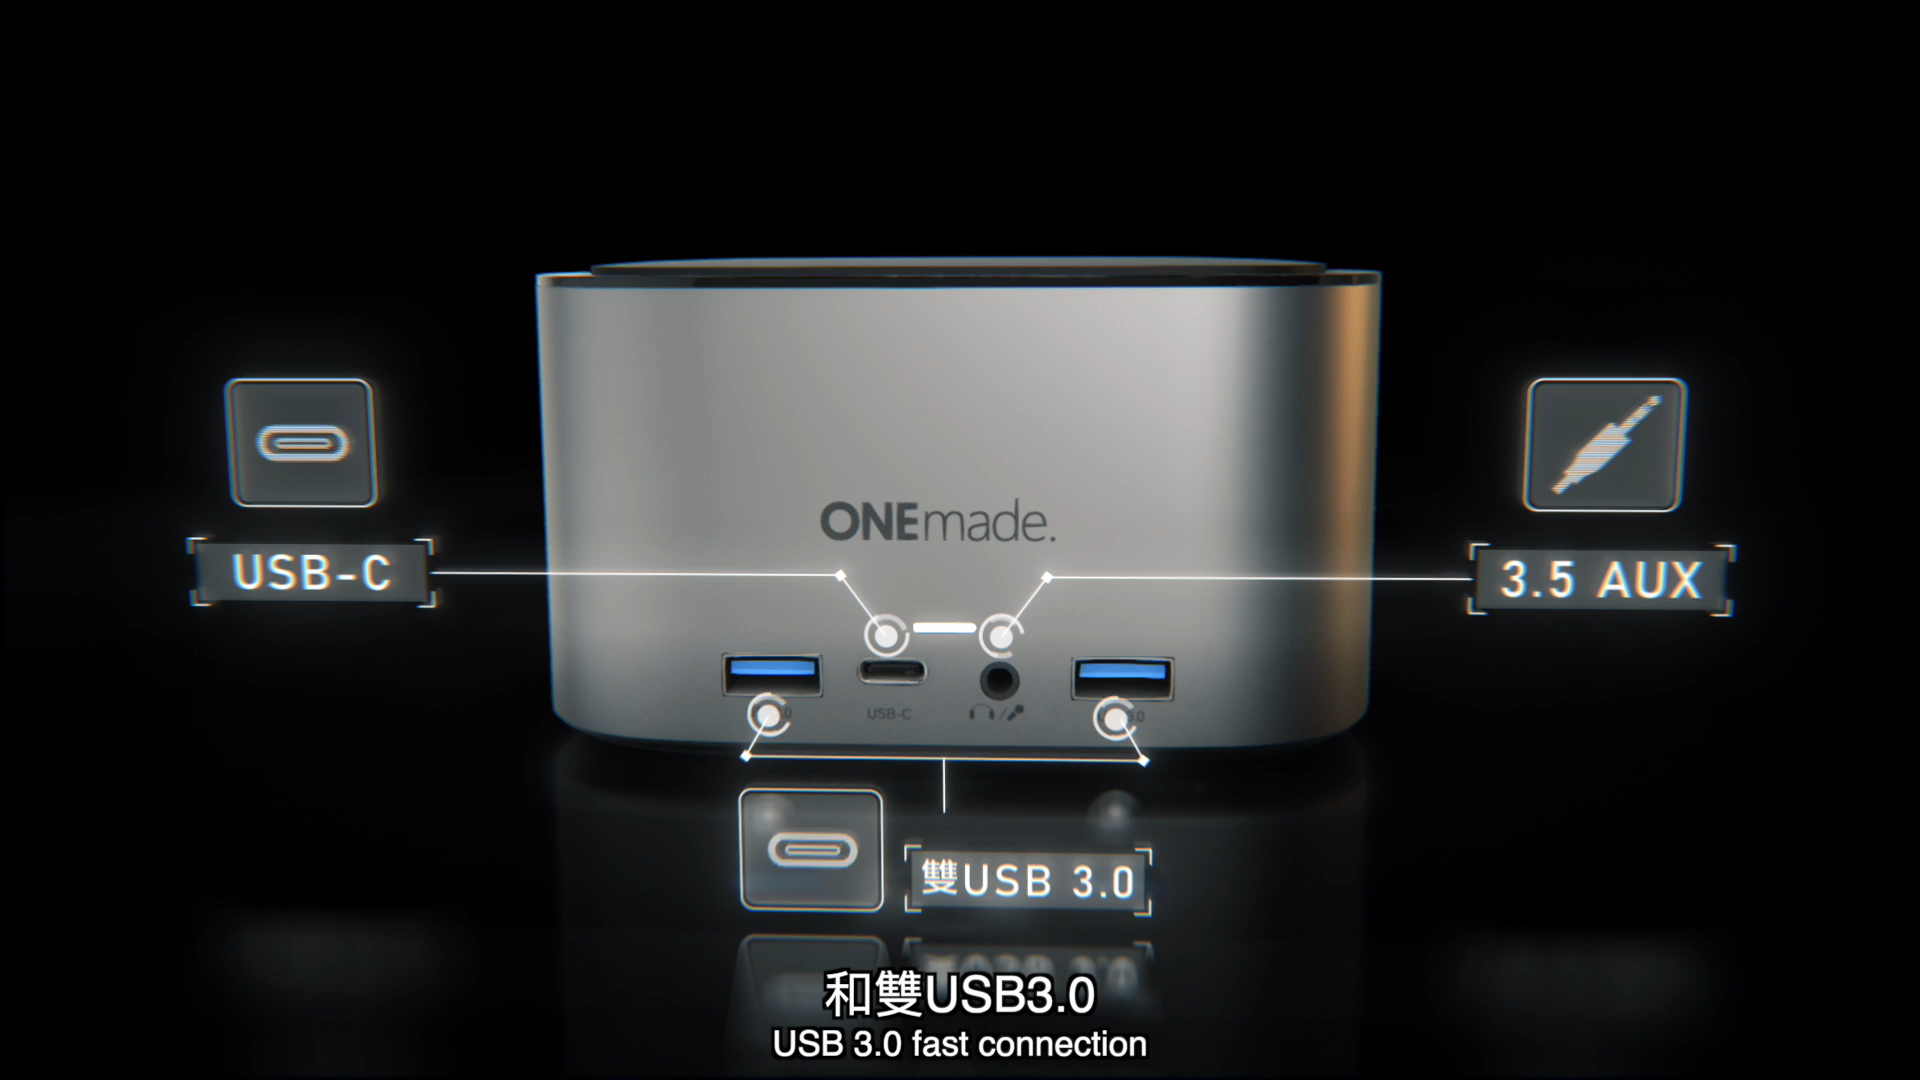 ONEmade.
USB-C
3.5 AUX
USB-C
雙USB 3.0
和雙USB3.0
USB 3.0 fast connection